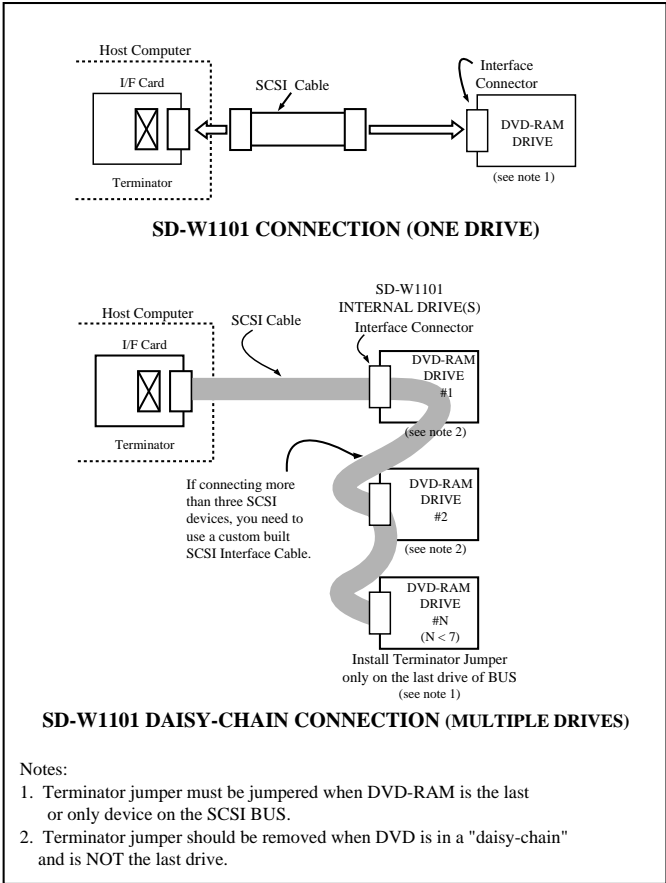 Host Computer
I/F Card
Terminator
SCSI Cable
Interface
Connector
DVD-RAM
DRIVE
(see note 1)
SD-W1101 CONNECTION (ONE DRIVE)
Host Computer
I/F Card
Terminator
SCSI Cable
SD-W1101
INTERNAL DRIVE(S)
Interface Connector
DVD-RAM
DRIVE
#1
(see note 2)
If connecting more
than three SCSI
devices, you need to
use a custom built
SCSI Interface Cable.
DVD-RAM
DRIVE
#2
(see note 2)
DVD-RAM
DRIVE
#N
(N < 7)
Install Terminator Jumper
only on the last drive of BUS
(see note 1)
SD-W1101 DAISY-CHAIN CONNECTION (MULTIPLE DRIVES)
Notes:
1. Terminator jumper must be jumpered when DVD-RAM is the last
or only device on the SCSI BUS.
2. Terminator jumper should be removed when DVD is in a "daisy-chain"
and is NOT the last drive.